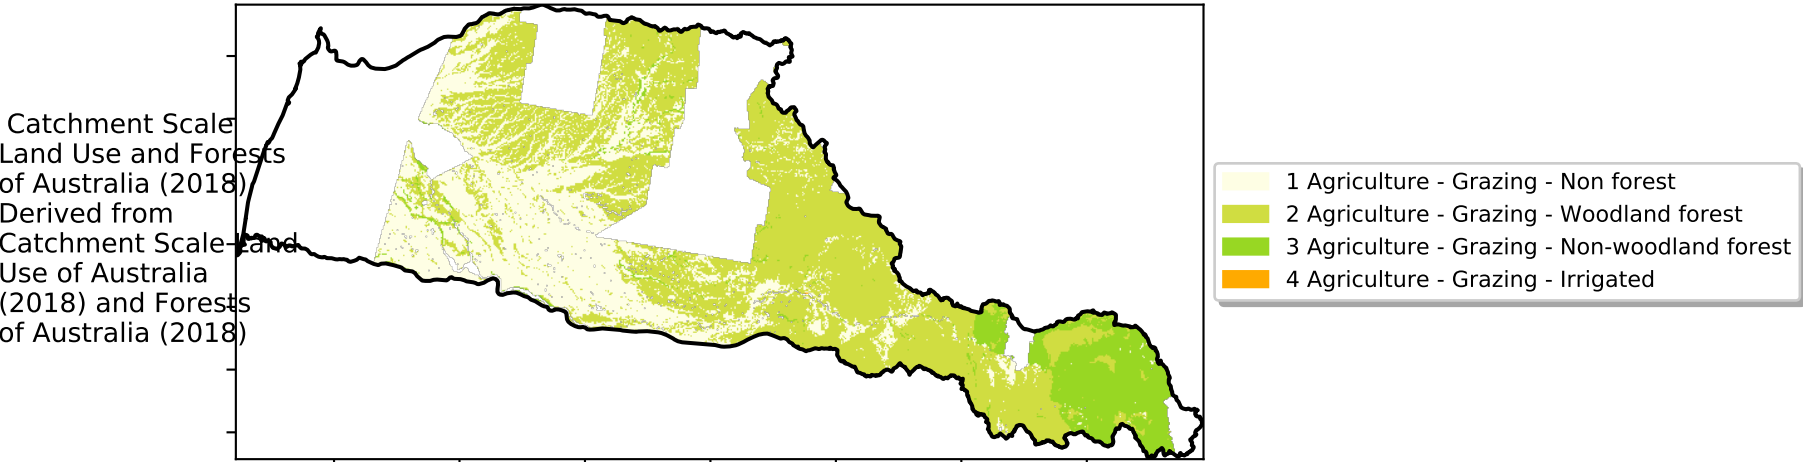 Catchment Scale
Land Use and Forests
of Australia (2018)
Derived from
Catchment Scale Land
Use of Australia
(2018) and Forests
of Australia (2018)
1 Agriculture - Grazing - Non forest
2 Agriculture - Grazing - Woodland forest
3 Agriculture - Grazing - Non-woodland forest
4 Agriculture - Grazing - Irrigated